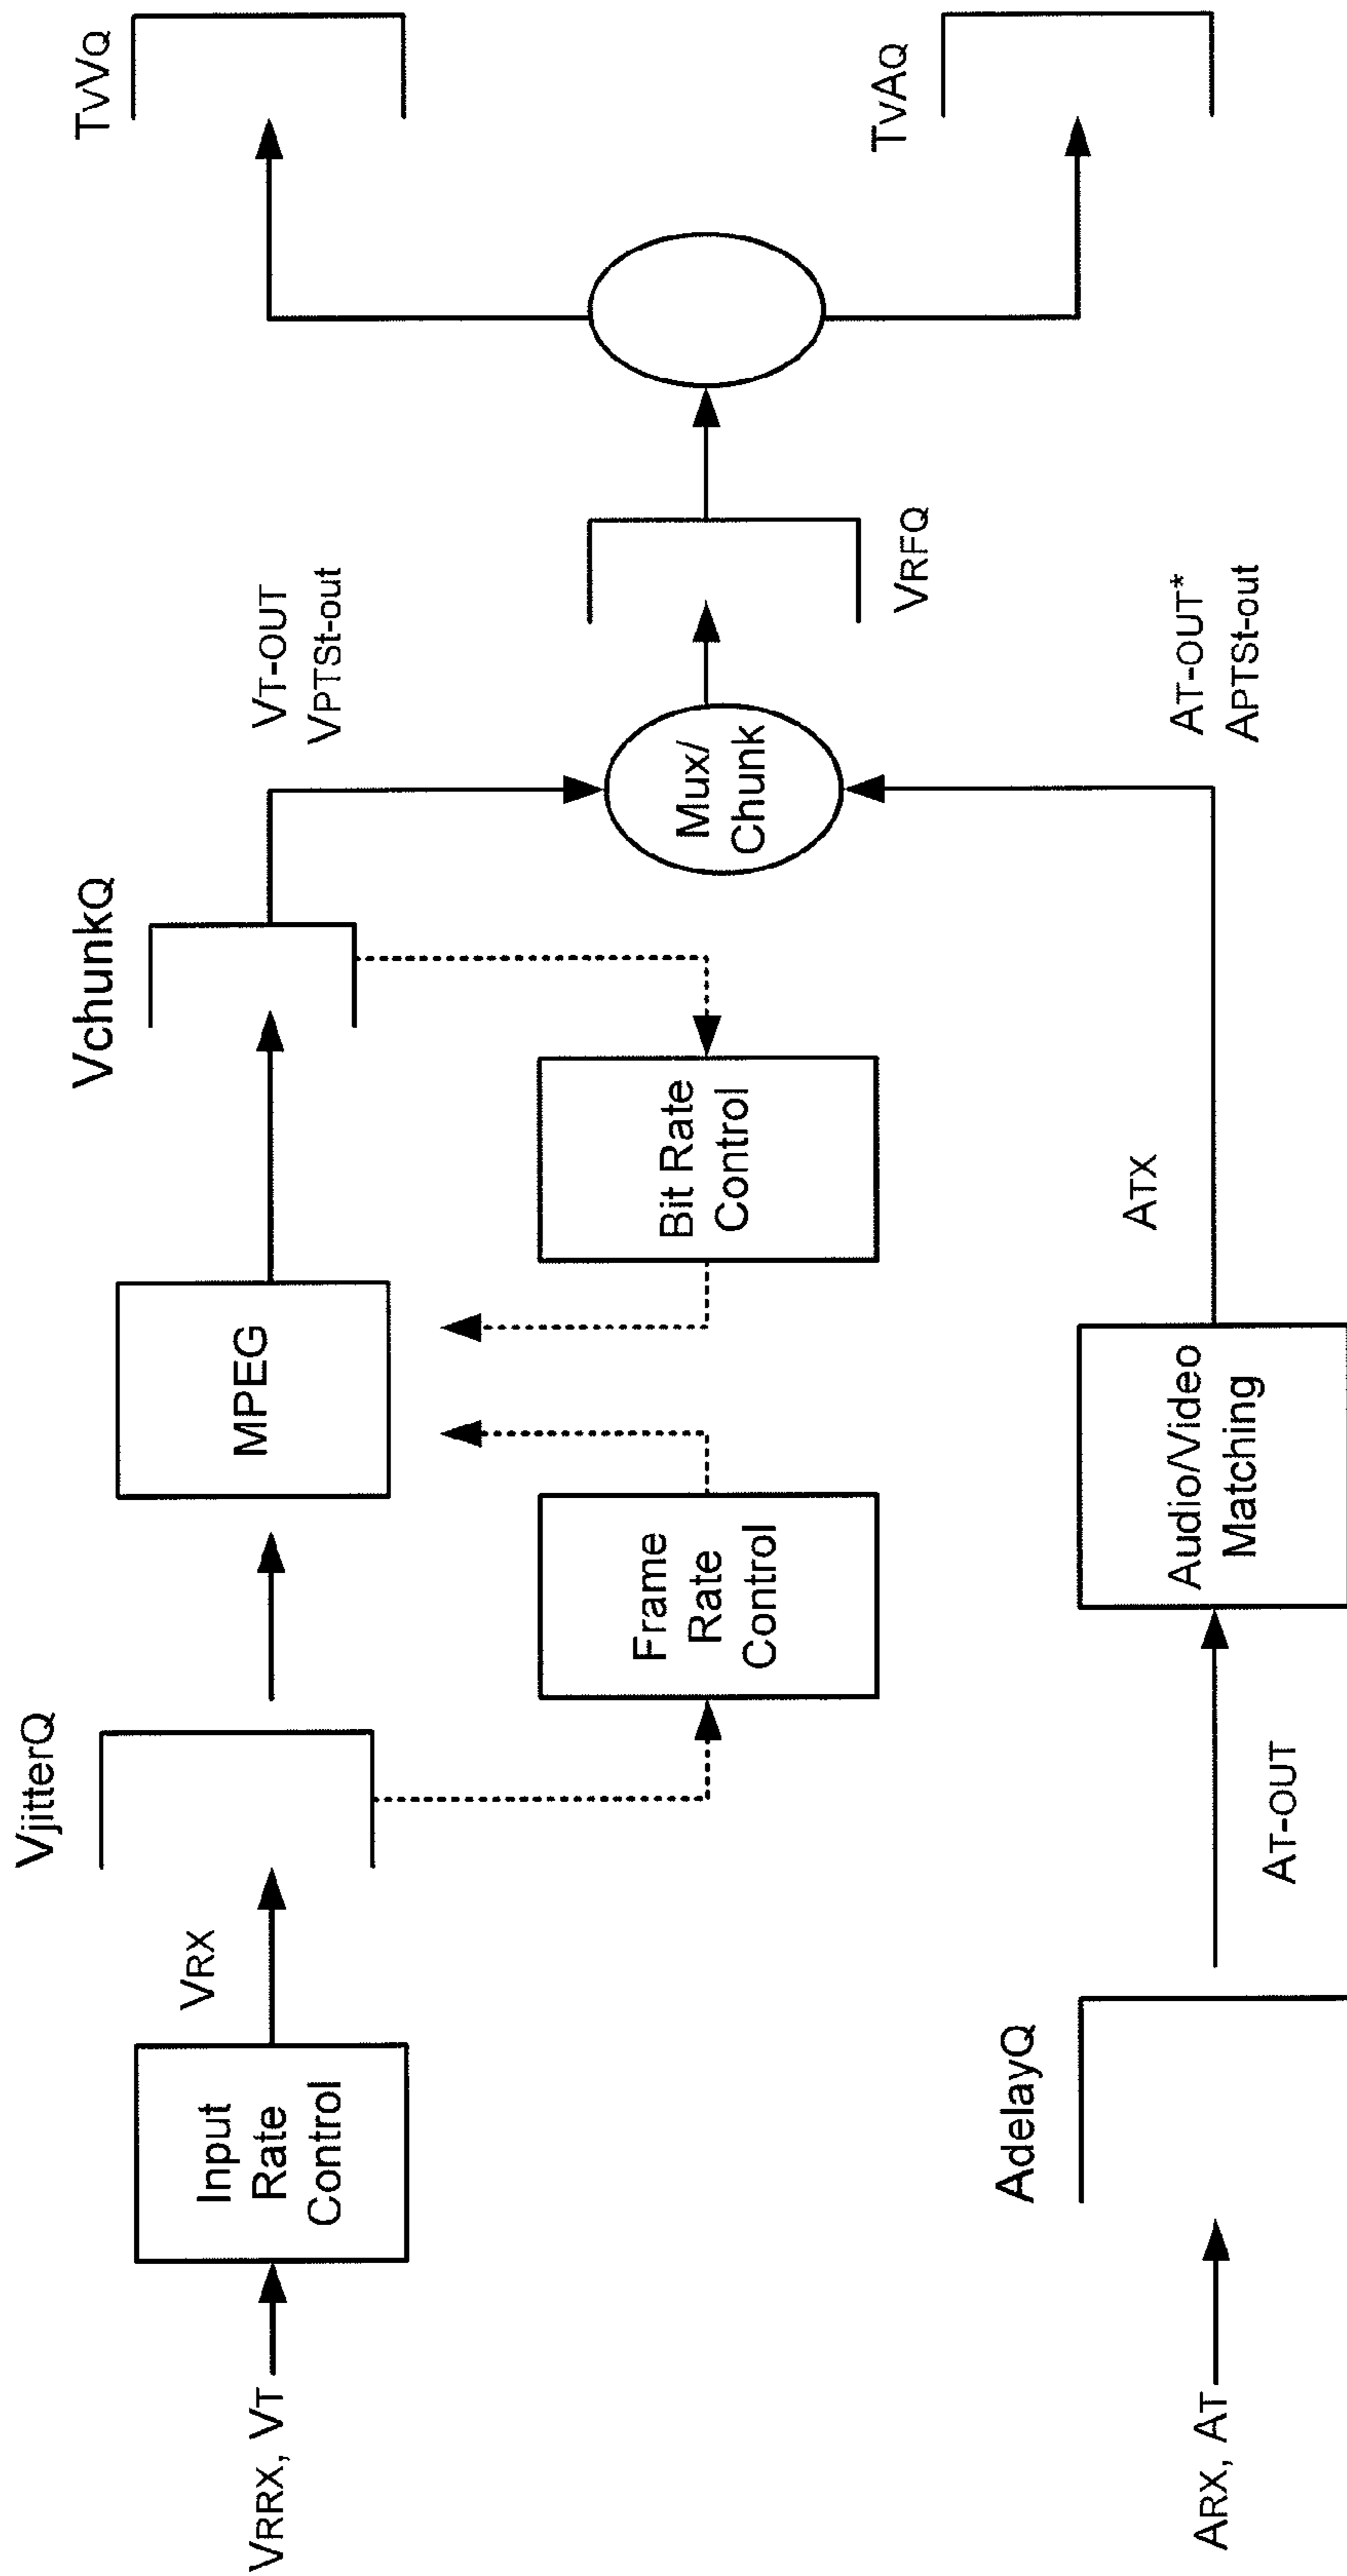 VRRX, VT
Input
Rate
Control
VRX
VjitterQ
Frame
Rate
Control
MPEG
Bit Rate
Control
VchunkQ
VT-OUT
VPTSt-out
Mux/
Chunk
VRFQ
TVVQ
TVAQ
ARX, AT
AdelayQ
AT-OUT
Audio/Video
Matching
ATX
AT-OUT*
APTSt-out